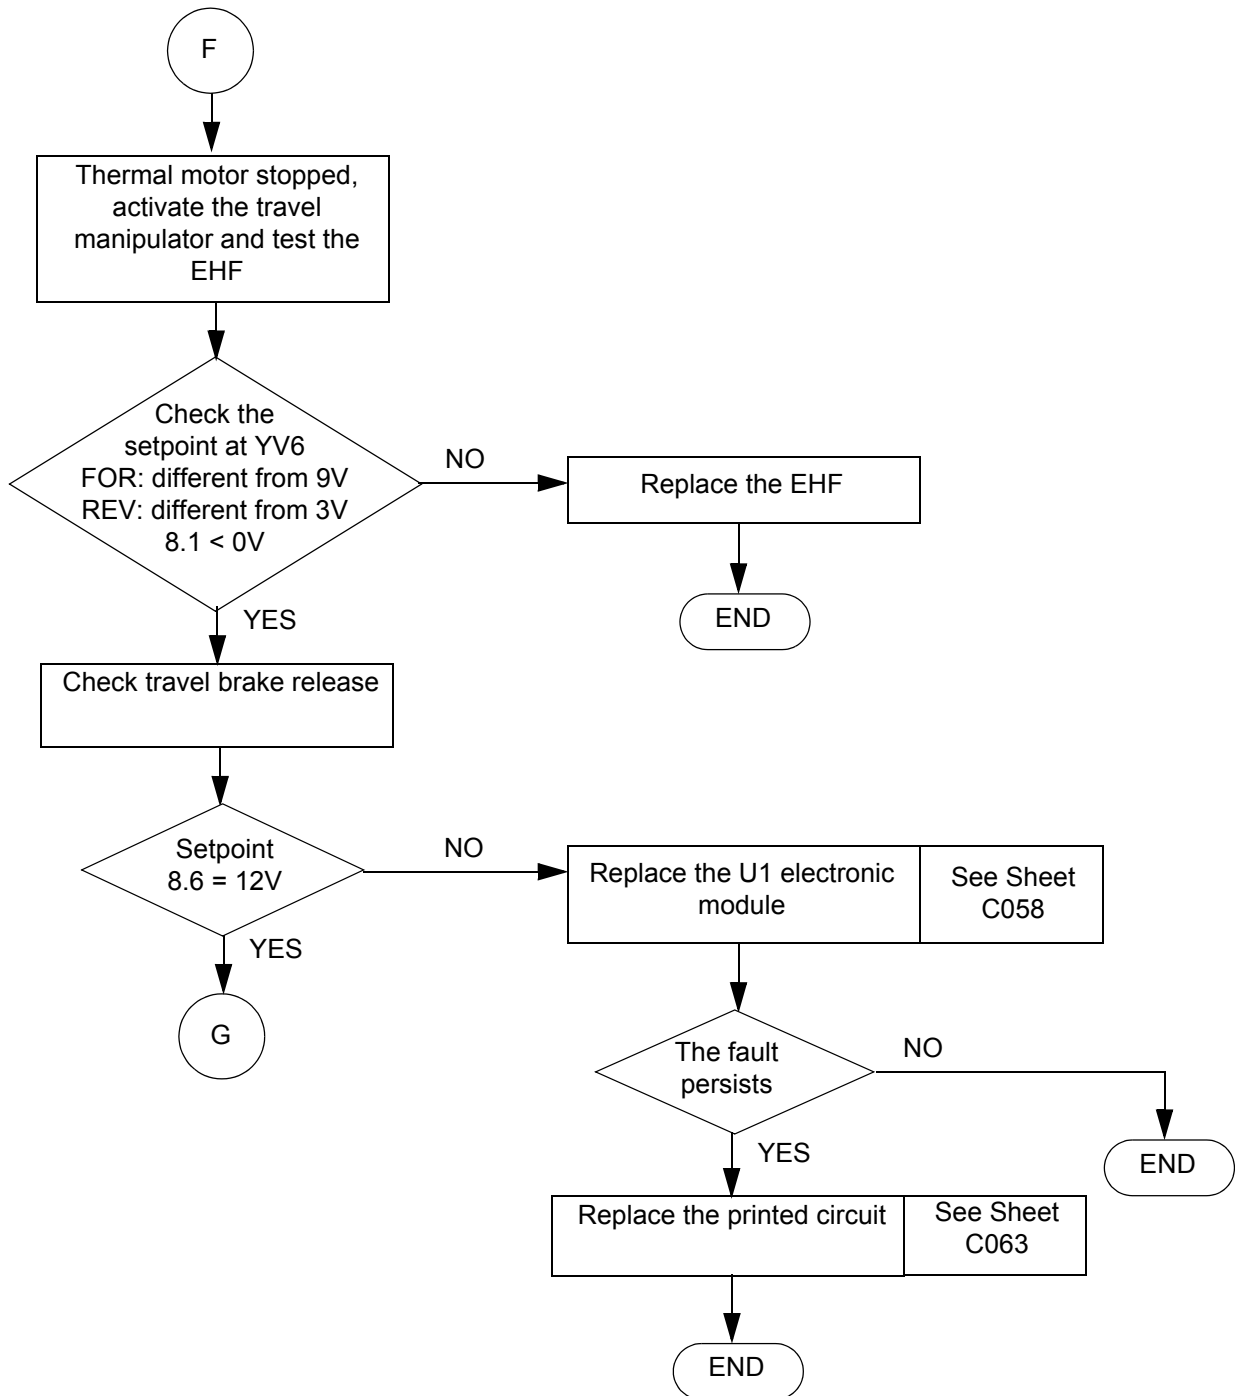 F
Thermal motor stopped,
activate the travel
manipulator and test the
EHF
Check the
setpoint at YV6
FOR: different from 9V
REV: different from 3V
8.1 < 0V
NO
Replace the EHF
END
YES
Check travel brake release
Setpoint
8.6 = 12V
NO
Replace the U1 electronic
module
See Sheet
C058
YES
G
The fault
persists
NO
END
YES
Replace the printed circuit
See Sheet
C063
END